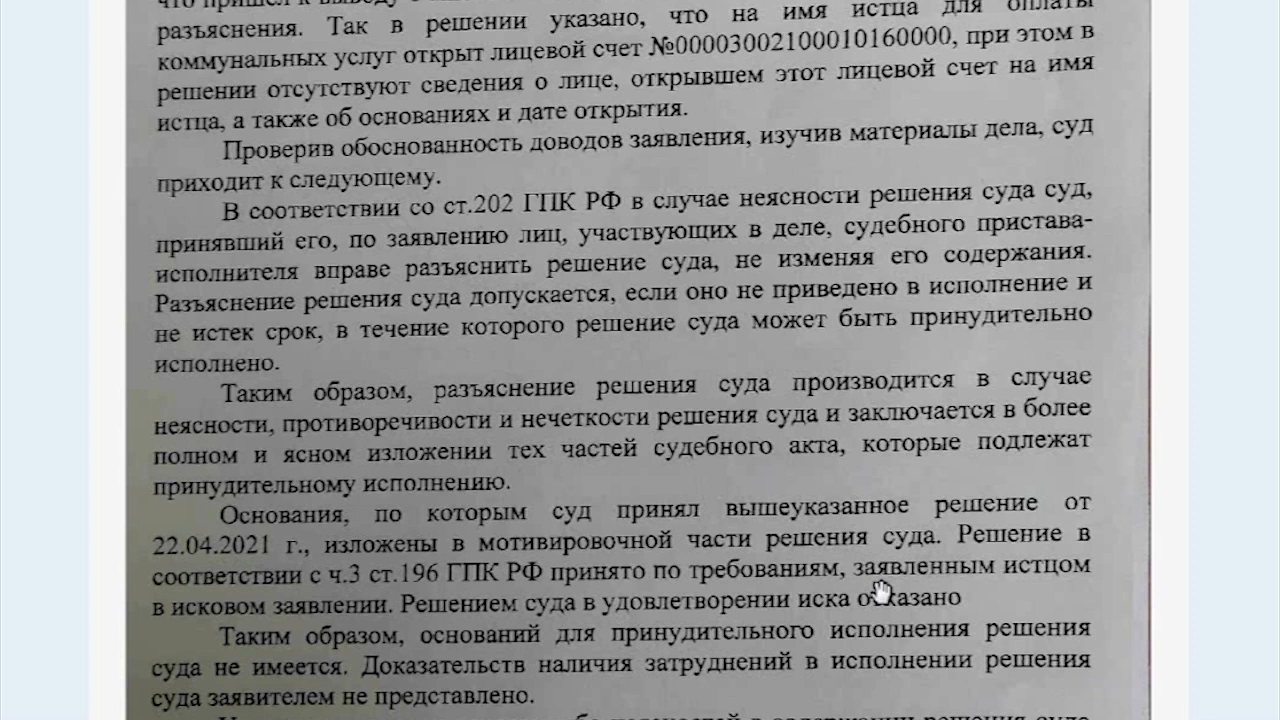 что пришел к выводу
разъяснения. Так в решении указано, что на имя истца для оплаты
коммунальных услуг открыт лицевой счет №00003002100010160000, при этом в
решении отсутствуют сведения о лице, открывшем этот лицевой счет на имя
истца, а также об основаниях и дате открытия.
Проверив обоснованность доводов заявления, изучив материалы дела, суд
приходит к следующему.
В соответствии со ст.202 ГПК РФ в случае неясности решения суда суд,
принявший его, по заявлению лиц, участвующих в деле, судебного пристава-
исполнителя вправе разъяснить решение суда, не изменяя его содержания.
Разъяснение решения суда допускается, если оно не приведено в исполнение и
не истек срок, в течение которого решение суда может быть принудительно
исполнено.
Таким образом, разъяснение решения суда производится в случае
неясности, противоречивости и нечеткости решения суда и заключается в более
полном и ясном изложении тех частей судебного акта, которые подлежат
принудительному исполнению.
Основания, по которым суд принял вышеуказанное решение от
22.04.2021 г., изложены в мотивировочной части решения суда. Решение в
соответствии с ч.3 ст.196 ГПК РФ принято по требованиям, заявленным истцом
в исковом заявлении. Решением суда в удовлетворении иска отказано
Таким образом, оснований для принудительного исполнения решения
суда не имеется. Доказательств наличия затруднений в исполнении решения
суда заявителем не представлено.
в содержании решения суда